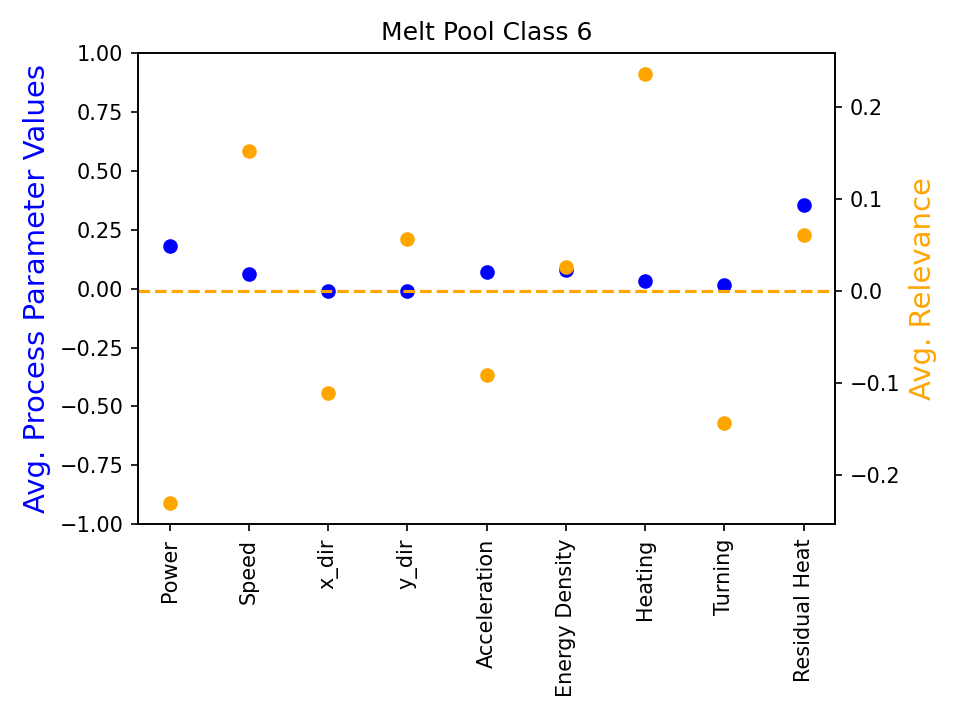 Melt Pool Class 6
Avg. Process Parameter Values
1.00
0.75
0.50
0.25
0.00
−0.25
−0.50
−0.75
−1.00
0.2
0.1
0.0
−0.1
−0.2
Avg. Relevance
Power
Speed
x_dir
y_dir
Acceleration
Energy Density
Heating
Turning
Residual Heat